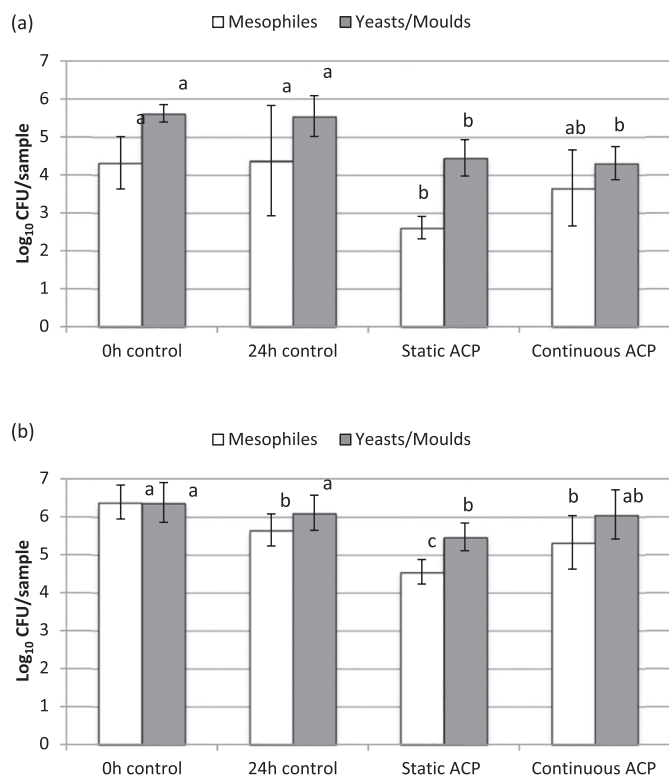 (a)
Mesophiles Yeasts/Moulds
Log10 CFU/sample
7
6
5
4
3
2
1
0
a a a a b b ab b
0h control 24h control Static ACP Continuous ACP
(b)
Mesophiles Yeasts/Moulds
Log10 CFU/sample
7
6
5
4
3
2
1
0
a a b a c b b ab
0h control 24h control Static ACP Continuous ACP